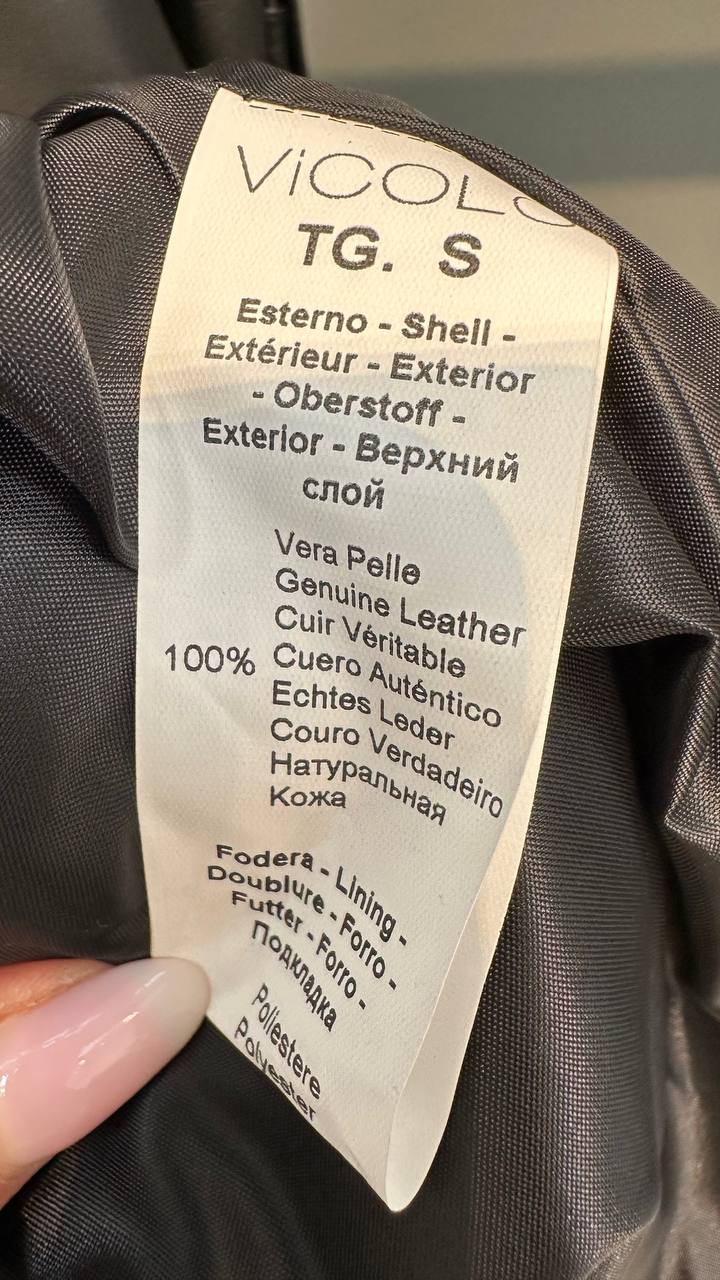 ViCOLO
TG. S
Esterno - Shell -
Extérieur - Exterior
- Oberstoff -
Exterior - Верхний
слой
Vera Pelle
Genuine Leather
Cuir Véritable
100% Cuero Auténtico
Echtes Leder
Couro Verdadeiro
Натуральная
Кожа
Fodera - Lining -
Doublure - Forro -
Futter - Forro -
Подкладка
Poliestere
Polyester